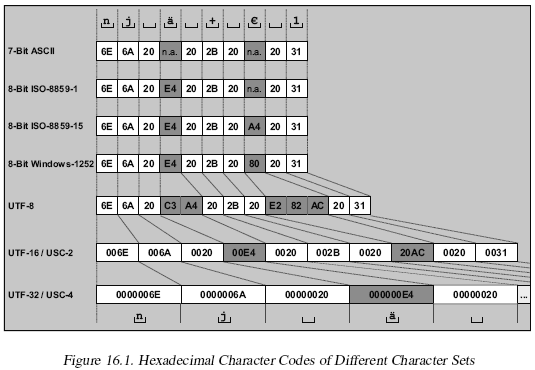 n j ␣ ä ␣ + ␣ € ␣ 1
7-Bit ASCII 6E 6A 20 n.a. 20 2B 20 n.a. 20 31
8-Bit ISO-8859-1 6E 6A 20 E4 20 2B 20 n.a. 20 31
8-Bit ISO-8859-15 6E 6A 20 E4 20 2B 20 A4 20 31
8-Bit Windows-1252 6E 6A 20 E4 20 2B 20 80 20 31
UTF-8 6E 6A 20 C3 A4 20 2B 20 E2 82 AC 20 31
UTF-16 / USC-2 006E 006A 0020 00E4 0020 002B 0020 20AC 0020 0031
UTF-32 / USC-4 0000006E 0000006A 00000020 000000E4 00000020 ...
n j ␣ ä ␣
Figure 16.1. Hexadecimal Character Codes of Different Character Sets